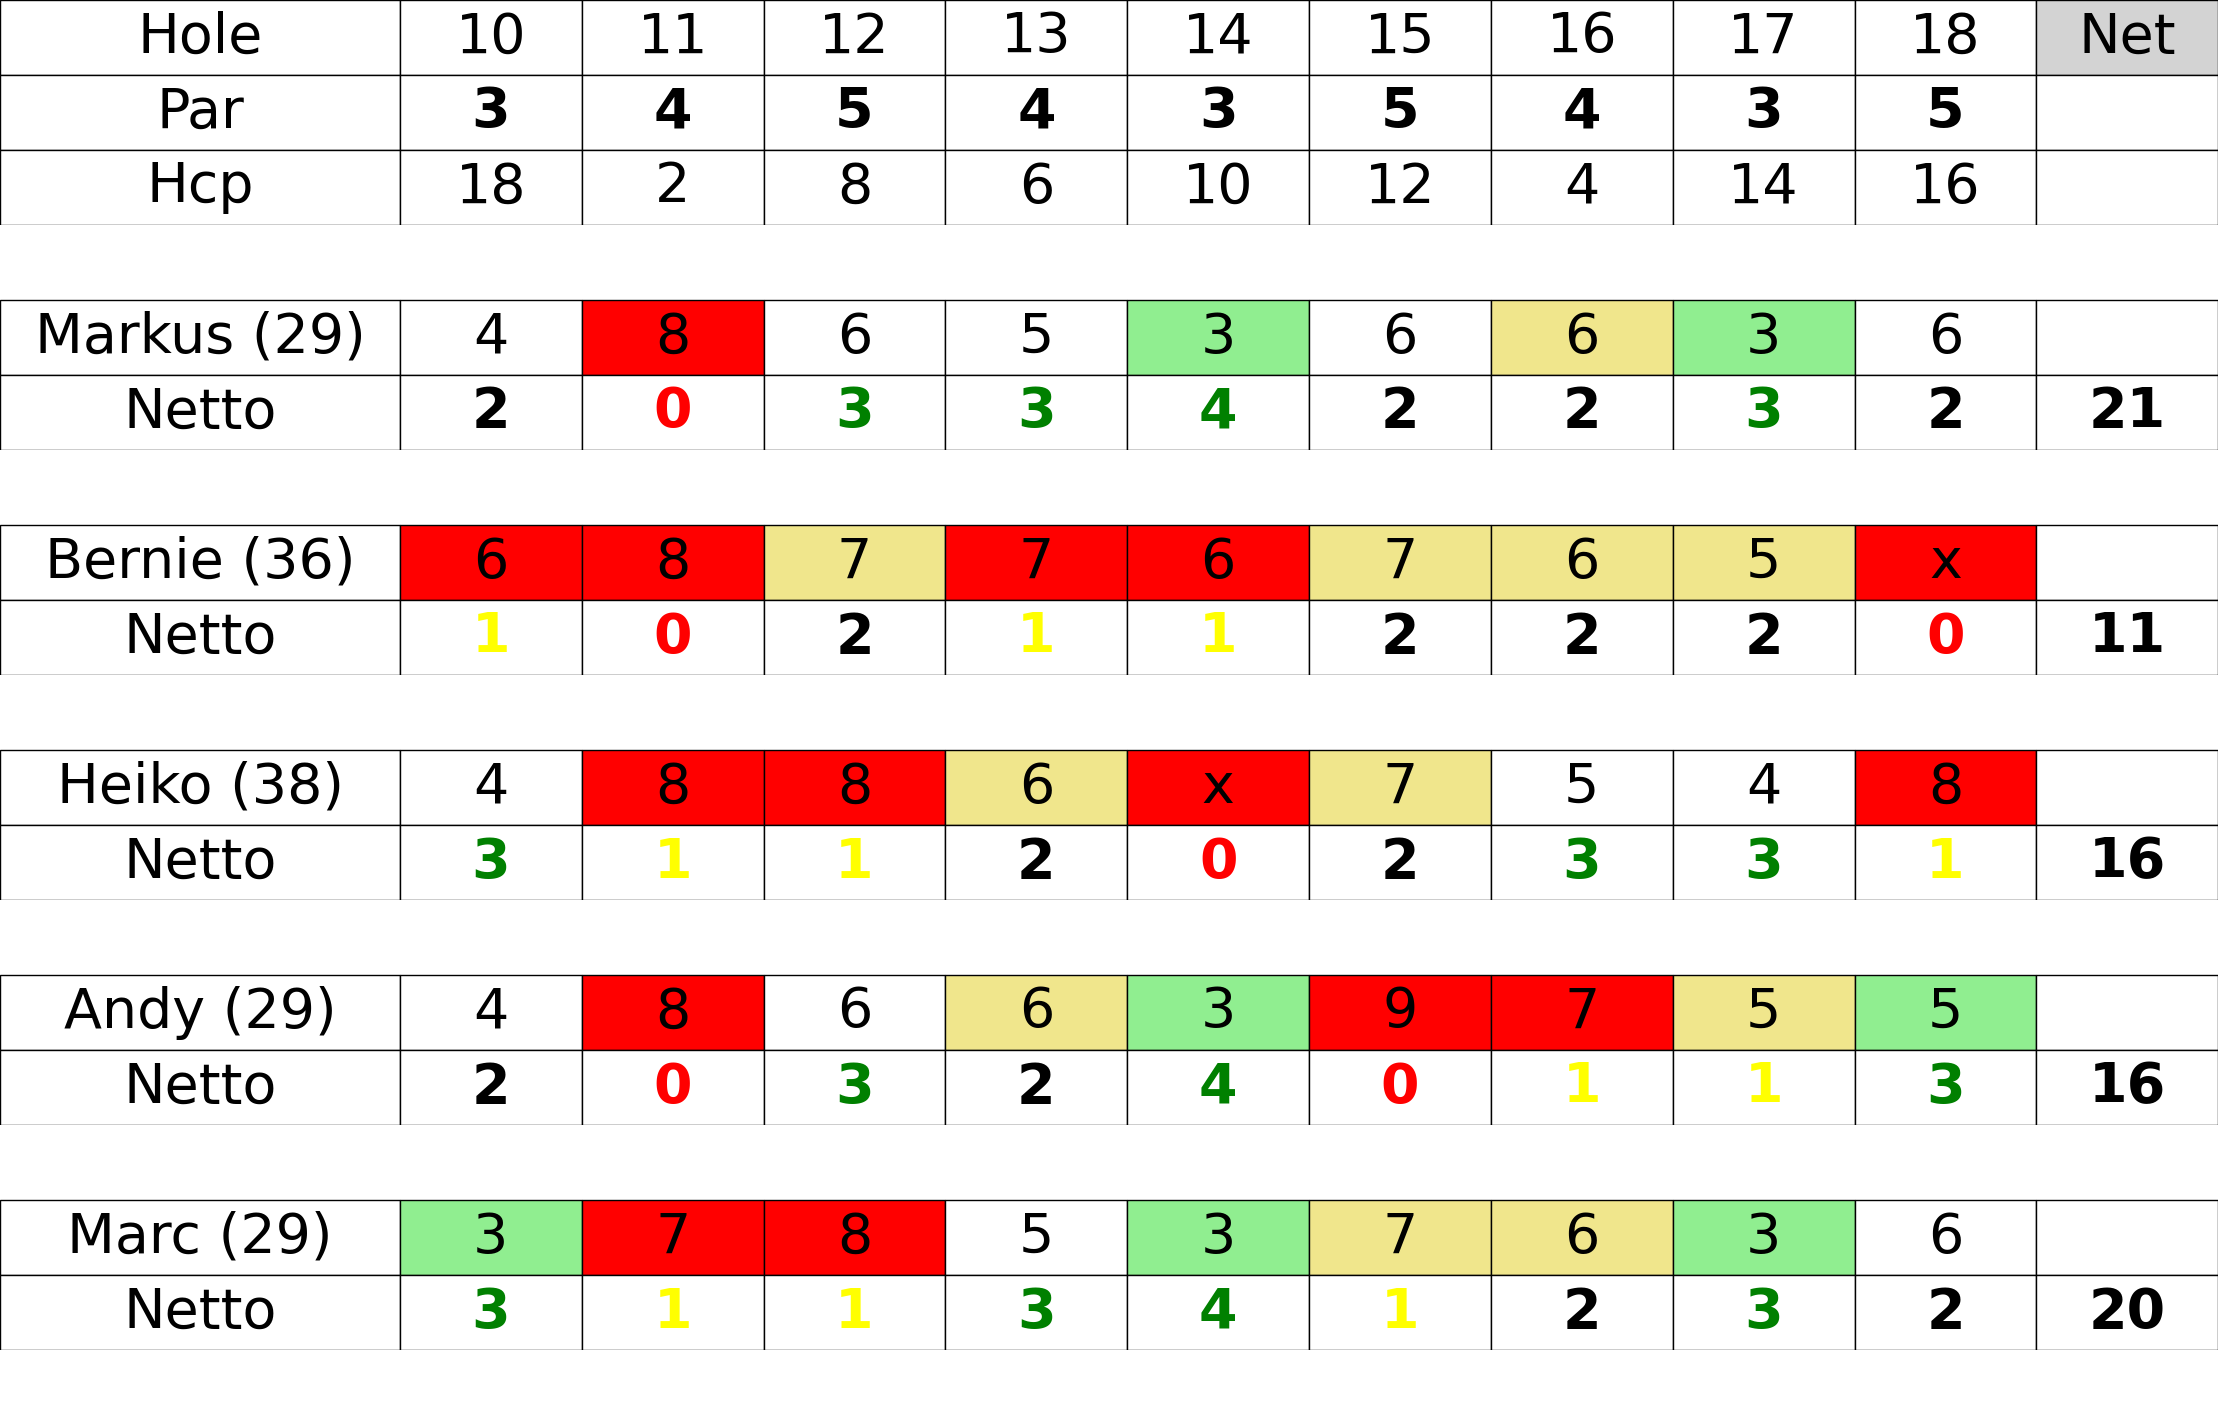 Hole 10 11 12 13 14 15 16 17 18 Net
Par 3 4 5 4 3 5 4 3 5
Hcp 18 2 8 6 10 12 4 14 16
Markus (29) 4 8 6 5 3 6 6 3 6
Netto 2 0 3 3 4 2 2 3 2 21
Bernie (36) 6 8 7 7 6 7 6 5 x
Netto 1 0 2 1 1 2 2 2 0 11
Heiko (38) 4 8 8 6 x 7 5 4 8
Netto 3 1 1 2 0 2 3 3 1 16
Andy (29) 4 8 6 6 3 9 7 5 5
Netto 2 0 3 2 4 0 1 1 3 16
Marc (29) 3 7 8 5 3 7 6 3 6
Netto 3 1 1 3 4 1 2 3 2 20